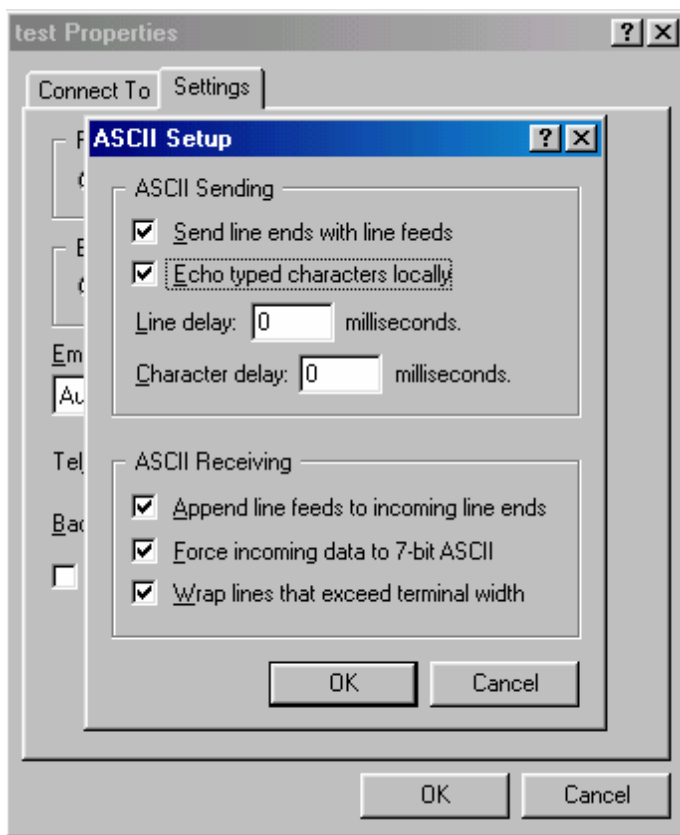 test Properties
Connect To
Settings
ASCII Setup
ASCII Sending
Send line ends with line feeds
Echo typed characters locally
Line delay: 0 milliseconds.
Character delay: 0 milliseconds.
ASCII Receiving
Append line feeds to incoming line ends
Force incoming data to 7-bit ASCII
Wrap lines that exceed terminal width
OK
Cancel
OK
Cancel